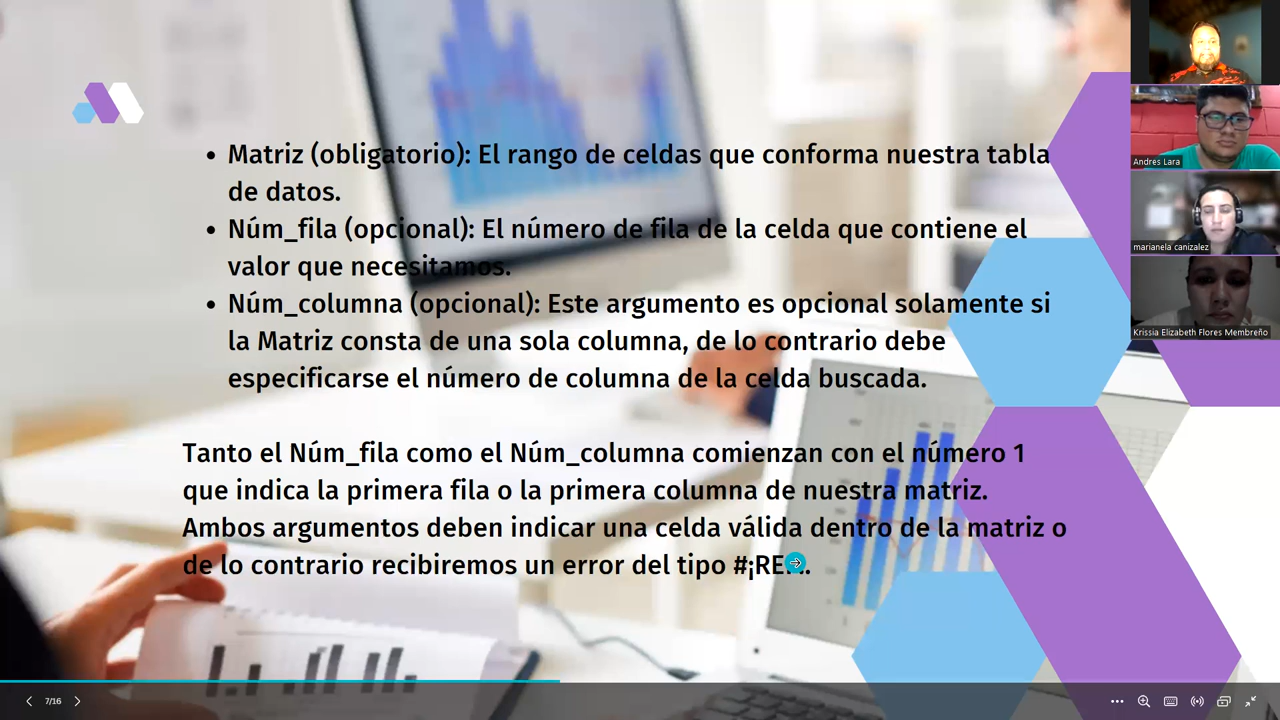 • Matriz (obligatorio): El rango de celdas que conforma nuestra tabla
de datos.
• Núm_fila (opcional): El número de fila de la celda que contiene el
valor que necesitamos.
• Núm_columna (opcional): Este argumento es opcional solamente si
la Matriz consta de una sola columna, de lo contrario debe
especificarse el número de columna de la celda buscada.
Tanto el Núm_fila como el Núm_columna comienzan con el número 1
que indica la primera fila o la primera columna de nuestra matriz.
Ambos argumentos deben indicar una celda válida dentro de la matriz o
de lo contrario recibiremos un error del tipo
Andres Lara
marianela canizalez
Krissia Elizabeth Flores Membreño
7/16